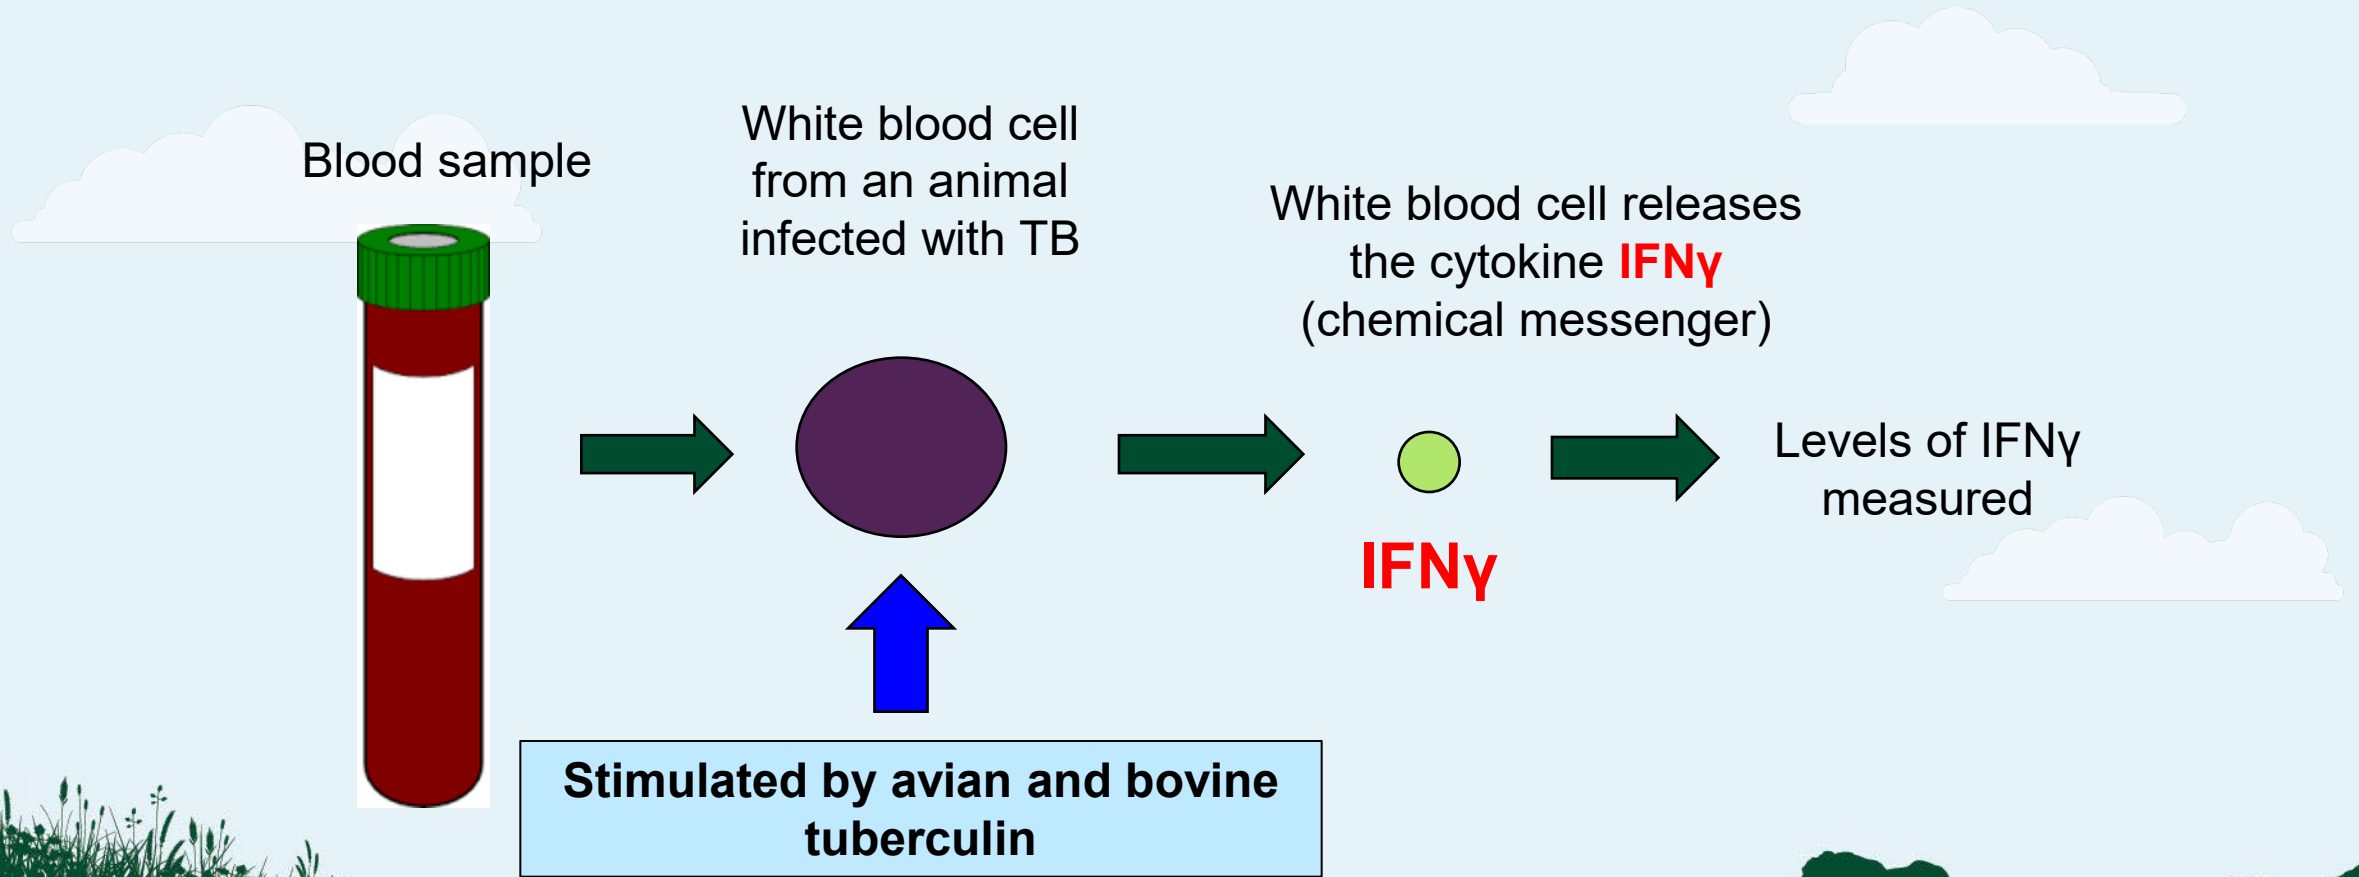 Blood sample
White blood cell
from an animal
infected with TB
White blood cell releases
the cytokine IFNγ
(chemical messenger)
Levels of IFNγ
measured
IFNγ
Stimulated by avian and bovine
tuberculin